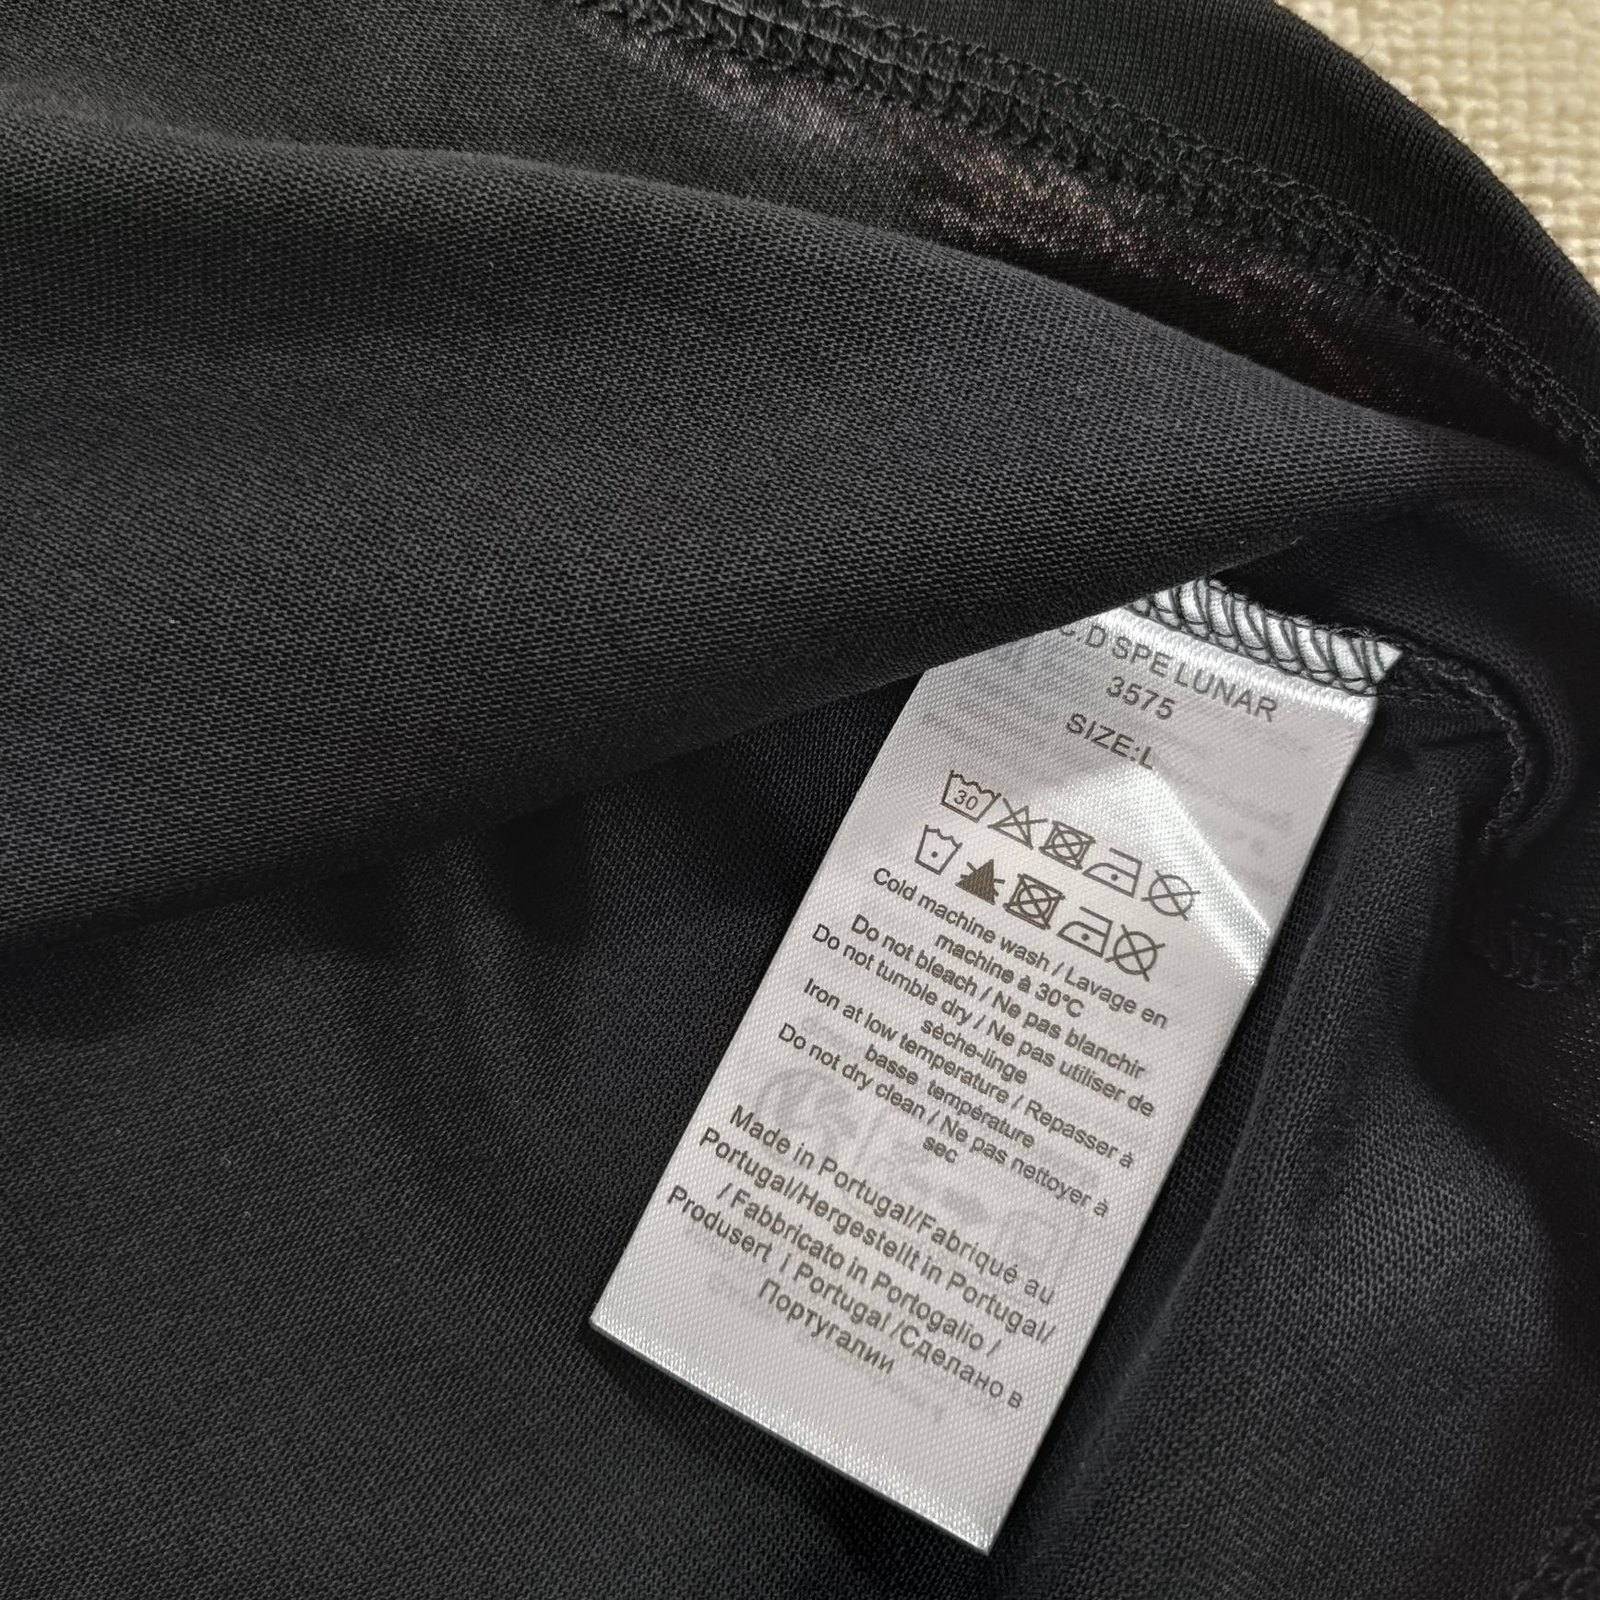 C.D SPE LUNAR
3575
SIZE:L
30
Cold machine wash / Lavage en
machine à 30°C
Do not bleach / Ne pas blanchir
Do not tumble dry / Ne pas utiliser de
sèche-linge
Iron at low temperature / Repasser à
basse température
Do not dry clean / Ne pas nettoyer à
sec
Made in Portugal/Fabriqué au
Portugal/Hergestellt in Portugal/
/ Fabbricato in Portogalio /
Produsert I Portugal /Сделано в
Португалии